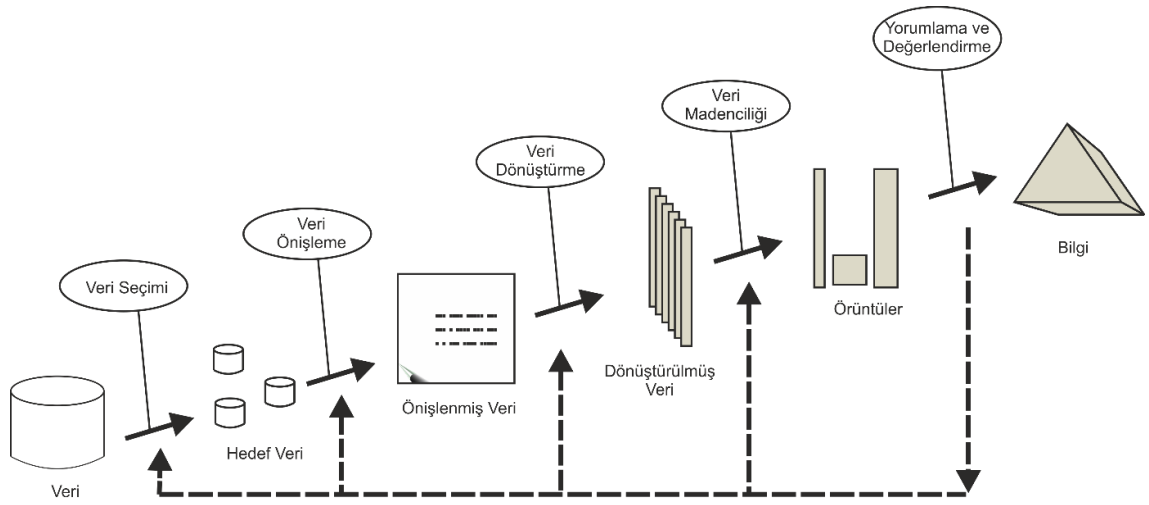 Veri
Veri Seçimi
Hedef Veri
Veri
Önişleme
Önişlenmiş Veri
Veri
Dönüştürme
Dönüştürülmüş
Veri
Veri
Madenciliği
Örüntüler
Yorumlama ve
Değerlendirme
Bilgi